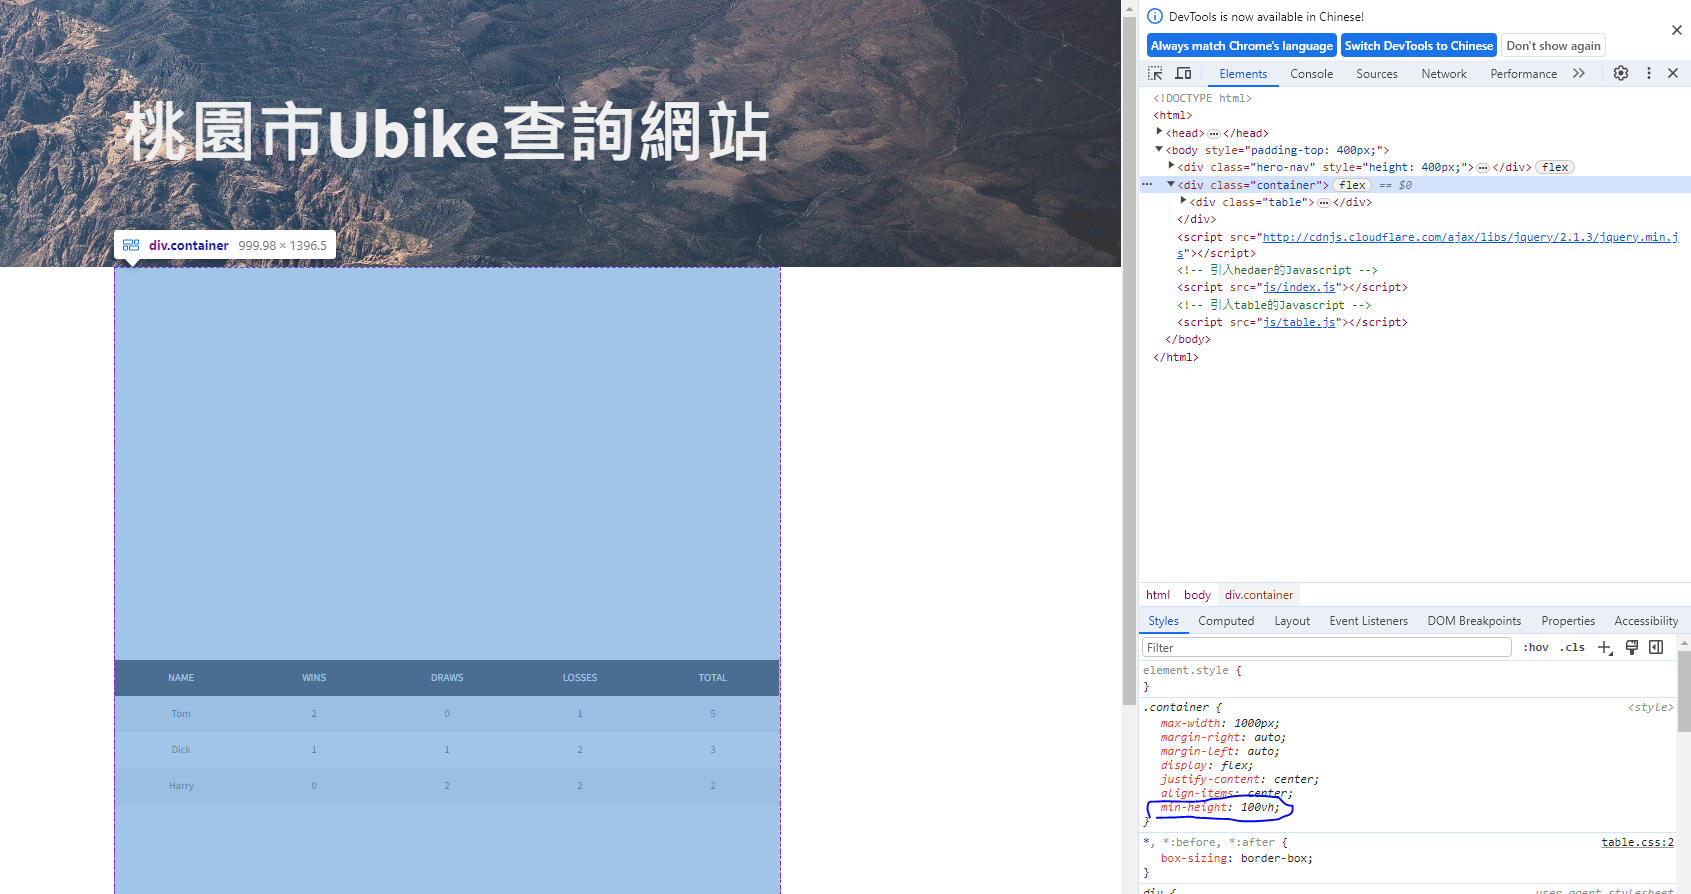 桃園市Ubike查詢網站
div.container 999.98 × 1396.5
NAME WINS DRAWS LOSSES TOTAL
Tom 2 0 1 5
Dick 1 1 2 3
Harry 0 2 2 2
DevTools is now available in Chinese!
Always match Chrome's language Switch DevTools to Chinese Don't show again
Elements Console Sources Network Performance
<!DOCTYPE html>
<html>
<head>…</head>
<body style="padding-top: 400px;">
<div class="hero-nav" style="height: 400px;">…</div> flex
… <div class="container"> flex == $0
<div class="table">…</div>
</div>
<script src="http://cdnjs.cloudflare.com/ajax/libs/jquery/2.1.3/jquery.min.j
s"></script>
<!-- 引入hedaer的Javascript -->
<script src="js/index.js"></script>
<!-- 引入table的Javascript -->
<script src="js/table.js"></script>
</body>
</html>
html body div.container
Styles Computed Layout Event Listeners DOM Breakpoints Properties Accessibility
Filter :hov .cls
element.style {
}
.container { <style>
max-width: 1000px;
margin-right: auto;
margin-left: auto;
display: flex;
justify-content: center;
align-items: center;
min-height: 100vh;
}
*, *:before, *:after { table.css:2
box-sizing: border-box;
}
div { user agent stylesheet